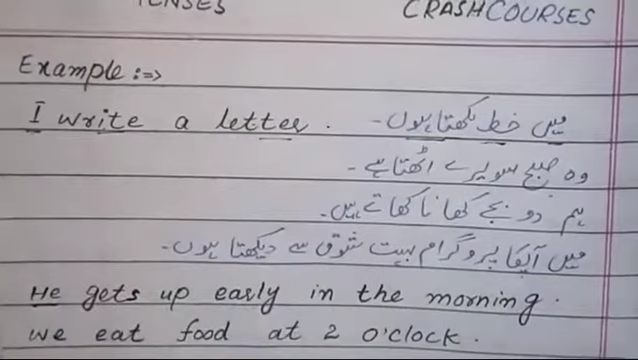 TENSES CRASHCOURSES
Example :=>
I write a letter. میں خط لکھتا ہوں۔
وہ صبح سویرے اٹھتا ہے۔
ہم دو بجے کھانا کھاتے ہیں۔
میں آپکا پروگرام بہت شوق سے دیکھتا ہوں۔
He gets up early in the morning.
we eat food at 2 o'clock.